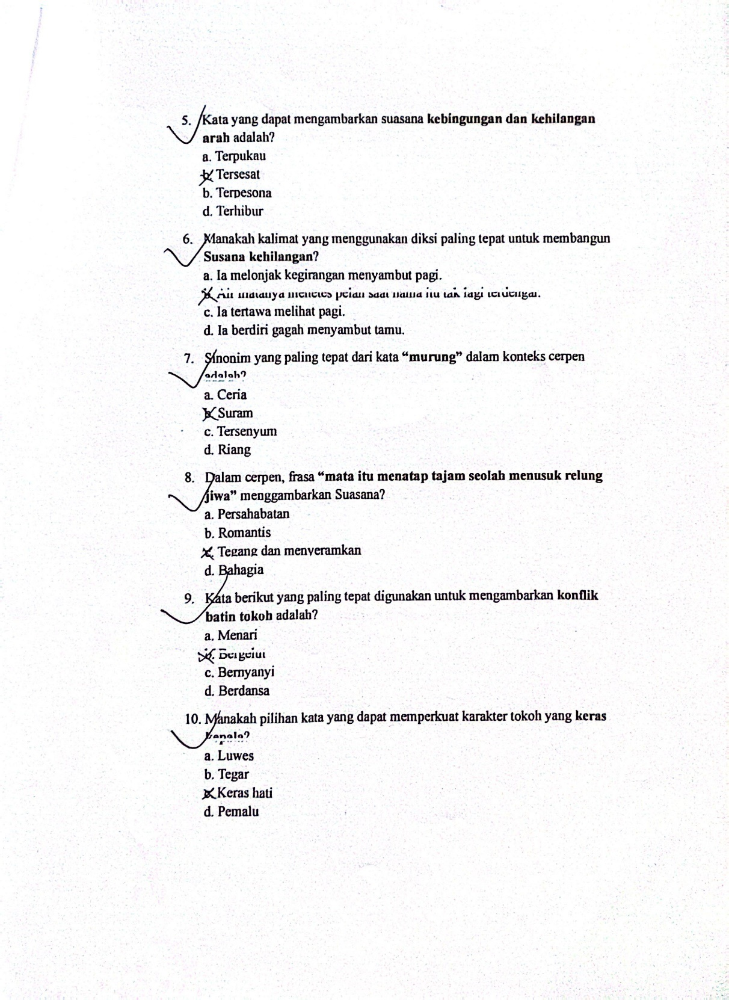 5. Kata yang dapat mengambarkan suasana kebingungan dan kehilangan
arah adalah?
a. Terpukau
b. Tersesat
b. Terpesona
d. Terhibur
6. Manakah kalimat yang menggunakan diksi paling tepat untuk membangun
Susana kehilangan?
a. Ia melonjak kegirangan menyambut pagi.
b. Air matanya menetes pelan saat nama itu tak lagi terdengar.
c. Ia tertawa melihat pagi.
d. Ia berdiri gagah menyambut tamu.
7. Sinonim yang paling tepat dari kata “murung” dalam konteks cerpen
adalah?
a. Ceria
b. Suram
c. Tersenyum
d. Riang
8. Dalam cerpen, frasa “mata itu menatap tajam seolah menusuk relung
jiwa” menggambarkan Suasana?
a. Persahabatan
b. Romantis
c. Tegang dan menyeramkan
d. Bahagia
9. Kata berikut yang paling tepat digunakan untuk mengambarkan konflik
batin tokoh adalah?
a. Menari
b. Bergelut
c. Bernyanyi
d. Berdansa
10. Manakah pilihan kata yang dapat memperkuat karakter tokoh yang keras
kepala?
a. Luwes
b. Tegar
c. Keras hati
d. Pemalu